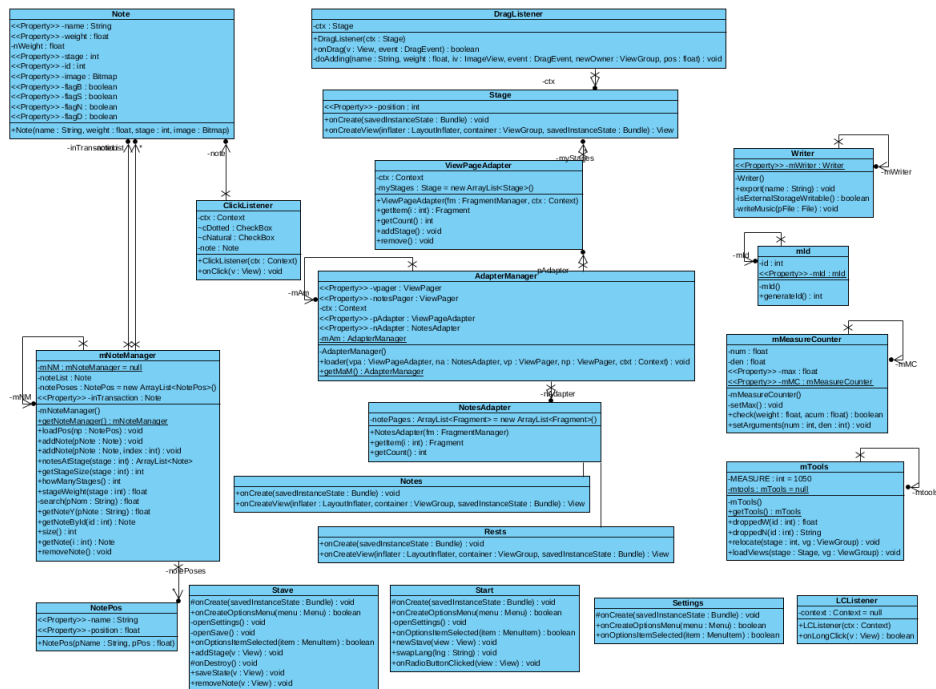 Note
<<Property>> -name : String
<<Property>> -weight : float
-nWeight : float
<<Property>> -stage : int
<<Property>> -id : int
<<Property>> -image : Bitmap
<<Property>> -flagB : boolean
<<Property>> -flagS : boolean
<<Property>> -flagN : boolean
<<Property>> -flagD : boolean
+Note(name : String, weight : float, stage : int, image : Bitmap)
DragListener
-ctx : Stage
+DragListener(ctx : Stage)
+onDrag(v : View, event : DragEvent) : boolean
-doAdding(name : String, weight : float, iv : ImageView, event : DragEvent, newOwner : ViewGroup, pos : float) : void
-ctx
Stage
<<Property>> -position : int
+onCreate(savedInstanceState : Bundle) : void
+onCreateView(inflater : LayoutInflater, container : ViewGroup, savedInstanceState : Bundle) : View
-myStages
*
-note
ViewPageAdapter
-ctx : Context
-myStages : Stage = new ArrayList<Stage>()
+ViewPageAdapter(fm : FragmentManager, ctx : Context)
+getItem(i : int) : Fragment
+getCount() : int
+addStage() : void
+remove() : void
Writer
<<Property>> -mWriter : Writer
-Writer()
+export(name : String) : void
-isExternalStorageWritable() : boolean
-writeMusic(pFile : File) : void
-mWriter
ClickListener
-ctx : Context
~cDotted : CheckBox
~cNatural : CheckBox
-note : Note
+ClickListener(ctx : Context)
+onClick(v : View) : void
mId
-id : int
<<Property>> -mId : mId
-mId()
+generateId() : int
-mId
-pAdapter
AdapterManager
<<Property>> -vpager : ViewPager
<<Property>> -notesPager : ViewPager
-ctx : Context
<<Property>> -pAdapter : ViewPageAdapter
<<Property>> -nAdapter : NotesAdapter
-mAm : AdapterManager
-AdapterManager()
+loader(vpa : ViewPageAdapter, na : NotesAdapter, vp : ViewPager, np : ViewPager, ctxt : Context) : void
+getMaM() : AdapterManager
-mAm
mMeasureCounter
-num : float
-den : float
<<Property>> -max : float
<<Property>> -mMC : mMeasureCounter
-mMeasureCounter()
-setMax() : void
+check(weight : float, acum : float) : boolean
+setArguments(num : int, den : int) : void
-mMC
mNoteManager
-mNM : mNoteManager = null
-noteList : Note
-notePoses : NotePos = new ArrayList<NotePos>()
<<Property>> -inTransaction : Note
-mNoteManager()
+getNoteManager() : mNoteManager
+loadPos(np : NotePos) : void
+addNote(pNote : Note) : void
+addNote(pNote : Note, index : int) : void
+notesAtStage(stage : int) : ArrayList<Note>
+getStageSize(stage : int) : int
+howManyStages() : int
+stageWeight(stage : int) : float
-search(pNom : String) : float
+getNoteY(pNote : String) : float
+getNoteById(id : int) : Note
+size() : int
+getNote(i : int) : Note
+removeNote() : void
-mNM
NotesAdapter
-notePages : ArrayList<Fragment> = new ArrayList<Fragment>()
+NotesAdapter(fm : FragmentManager)
+getItem(i : int) : Fragment
+getCount() : int
Notes
+onCreate(savedInstanceState : Bundle) : void
+onCreateView(inflater : LayoutInflater, container : ViewGroup, savedInstanceState : Bundle) : View
Rests
+onCreate(savedInstanceState : Bundle) : void
+onCreateView(inflater : LayoutInflater, container : ViewGroup, savedInstanceState : Bundle) : View
mTools
-MEASURE : int = 1050
-mtools : mTools = null
-mTools()
+getTools() : mTools
+droppedW(id : int) : float
+droppedN(id : int) : String
+relocate(stage : int, vg : ViewGroup) : void
+loadViews(stage : Stage, vg : ViewGroup) : void
-mtools
-notePoses
NotePos
<<Property>> -name : String
<<Property>> -position : float
+NotePos(pName : String, pPos : float)
Stave
#onCreate(savedInstanceState : Bundle) : void
+onCreateOptionsMenu(menu : Menu) : boolean
-openSettings() : void
-openSave() : void
+onOptionsItemSelected(item : MenuItem) : boolean
+addStage(v : View) : void
#onDestroy() : void
+saveState(v : View) : void
+removeNote(v : View) : void
Start
#onCreate(savedInstanceState : Bundle) : void
+onCreateOptionsMenu(menu : Menu) : boolean
-openSettings() : void
+onOptionsItemSelected(item : MenuItem) : boolean
+newStave(view : View) : void
+swapLang(lng : String) : void
+onRadioButtonClicked(view : View) : void
Settings
#onCreate(savedInstanceState : Bundle) : void
+onCreateOptionsMenu(menu : Menu) : boolean
+onOptionsItemSelected(item : MenuItem) : boolean
LCListener
-context : Context = null
+LCListener(ctx : Context)
+onLongClick(v : View) : boolean